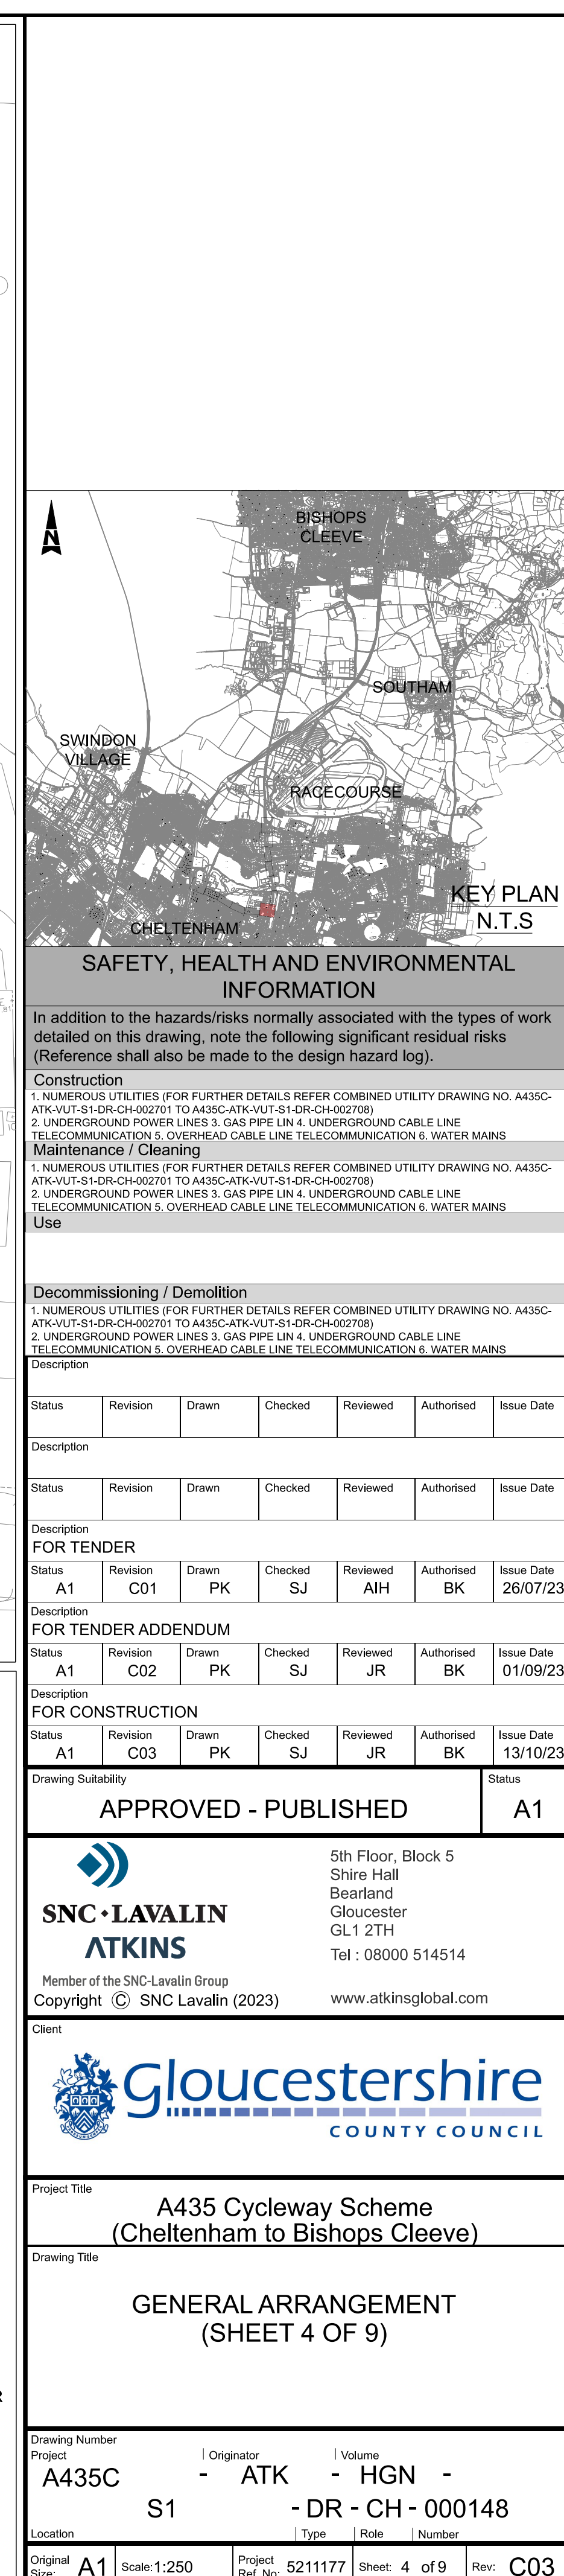 N
BISHOPS
CLEEVE
SOUTHAM
SWINDON
VILLAGE
RACECOURSE
KEY PLAN
N.T.S
CHELTENHAM
SAFETY, HEALTH AND ENVIRONMENTAL
INFORMATION
In addition to the hazards/risks normally associated with the types of work
detailed on this drawing, note the following significant residual risks
(Reference shall also be made to the design hazard log).
Construction
1. NUMEROUS UTILITIES (FOR FURTHER DETAILS REFER COMBINED UTILITY DRAWING NO. A435C-
ATK-VUT-S1-DR-CH-002701 TO A435C-ATK-VUT-S1-DR-CH-002708)
2. UNDERGROUND POWER LINES 3. GAS PIPE LIN 4. UNDERGROUND CABLE LINE
TELECOMMUNICATION 5. OVERHEAD CABLE LINE TELECOMMUNICATION 6. WATER MAINS
Maintenance / Cleaning
1. NUMEROUS UTILITIES (FOR FURTHER DETAILS REFER COMBINED UTILITY DRAWING NO. A435C-
ATK-VUT-S1-DR-CH-002701 TO A435C-ATK-VUT-S1-DR-CH-002708)
2. UNDERGROUND POWER LINES 3. GAS PIPE LIN 4. UNDERGROUND CABLE LINE
TELECOMMUNICATION 5. OVERHEAD CABLE LINE TELECOMMUNICATION 6. WATER MAINS
Use
Decommissioning / Demolition
1. NUMEROUS UTILITIES (FOR FURTHER DETAILS REFER COMBINED UTILITY DRAWING NO. A435C-
ATK-VUT-S1-DR-CH-002701 TO A435C-ATK-VUT-S1-DR-CH-002708)
2. UNDERGROUND POWER LINES 3. GAS PIPE LIN 4. UNDERGROUND CABLE LINE
TELECOMMUNICATION 5. OVERHEAD CABLE LINE TELECOMMUNICATION 6. WATER MAINS
Description
Status Revision Drawn Checked Reviewed Authorised Issue Date
Description
Status Revision Drawn Checked Reviewed Authorised Issue Date
Description
FOR TENDER
Status Revision Drawn Checked Reviewed Authorised Issue Date
A1 C01 PK SJ AIH BK 26/07/23
Description
FOR TENDER ADDENDUM
Status Revision Drawn Checked Reviewed Authorised Issue Date
A1 C02 PK SJ JR BK 01/09/23
Description
FOR CONSTRUCTION
Status Revision Drawn Checked Reviewed Authorised Issue Date
A1 C03 PK SJ JR BK 13/10/23
Drawing Suitability Status
APPROVED - PUBLISHED A1
SNC•LAVALIN
ATKINS
Member of the SNC-Lavalin Group
Copyright © SNC Lavalin (2023)
5th Floor, Block 5
Shire Hall
Bearland
Gloucester
GL1 2TH
Tel : 08000 514514
www.atkinsglobal.com
Client
Gloucestershire
COUNTY COUNCIL
Project Title
A435 Cycleway Scheme
(Cheltenham to Bishops Cleeve)
Drawing Title
GENERAL ARRANGEMENT
(SHEET 4 OF 9)
Drawing Number
Project Originator Volume
A435C - ATK - HGN -
S1 - DR - CH - 000148
Location Type Role Number
Original A1 Scale: 1:250 Project 5211177 Sheet: 4 of 9 Rev: C03
Size: Ref. No: